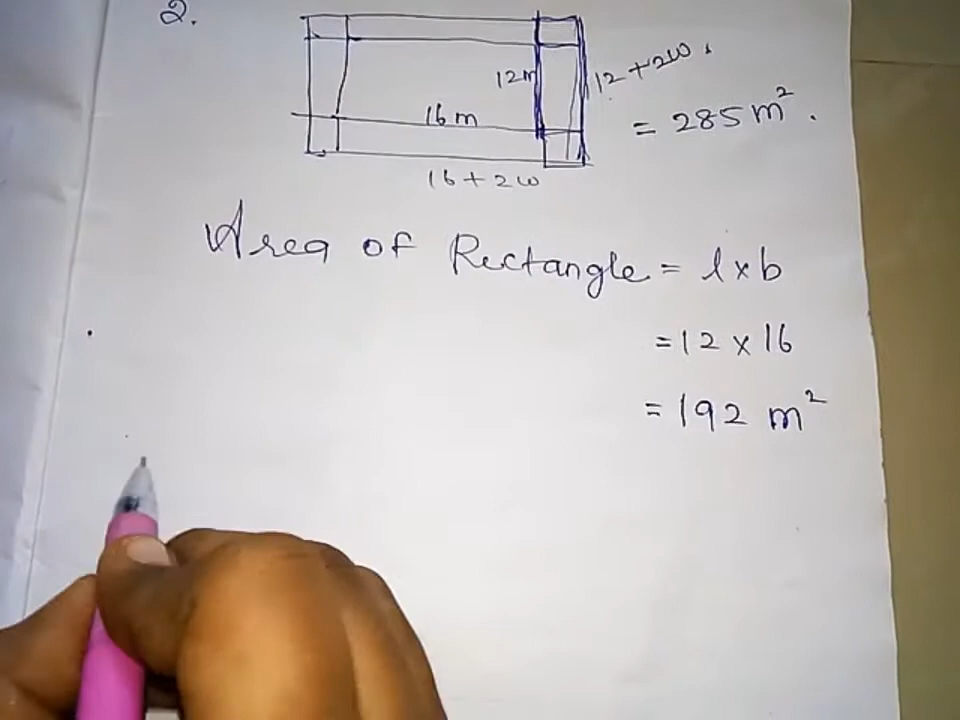 2.
12m
12+2w.
16m
= 285 m².
16+2w
Area of Rectangle = l x b
= 12 x 16
= 192 m²